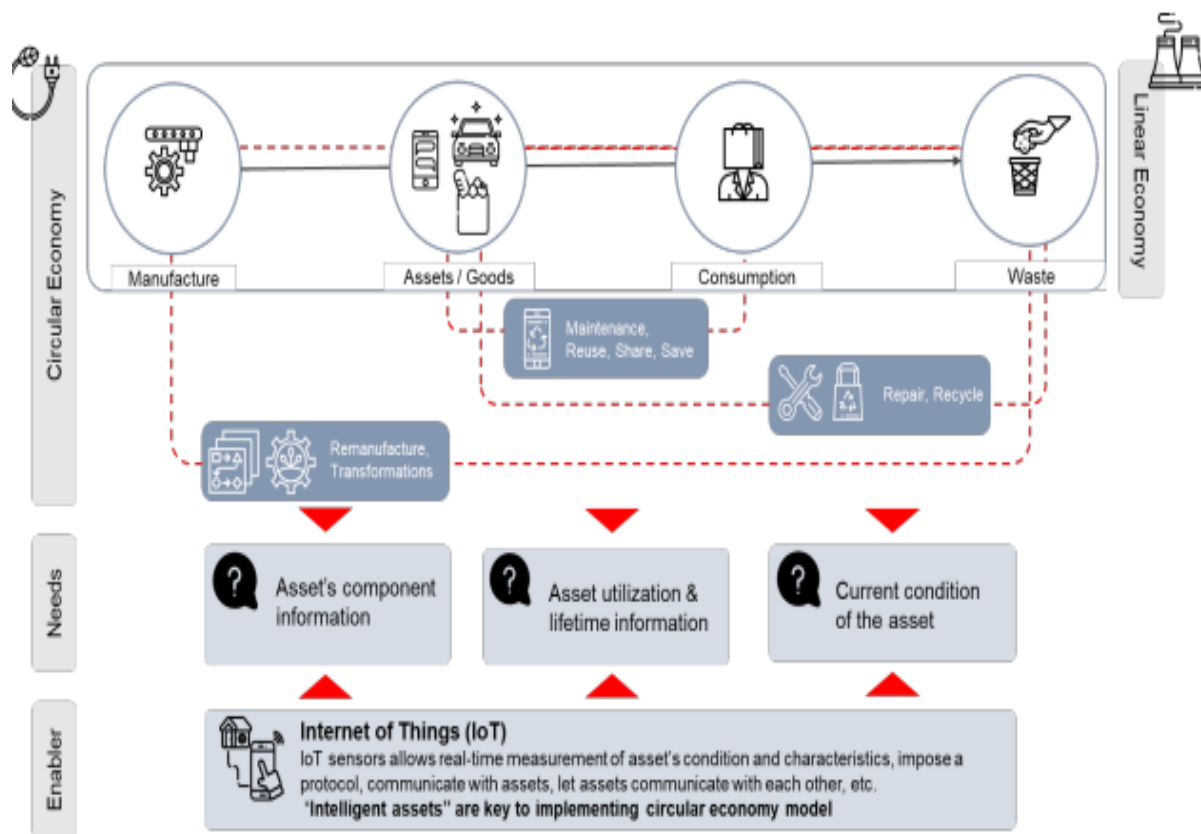 Circular Economy
Linear Economy
Manufacture
Assets / Goods
Consumption
Waste
Maintenance,
Reuse, Share, Save
Repair, Recycle
Remanufacture,
Transformations
Needs
?
Asset's component
information
?
Asset utilization &
lifetime information
?
Current condition
of the asset
Enabler
Internet of Things (IoT)
IoT sensors allows real-time measurement of asset's condition and characteristics, impose a
protocol, communicate with assets, let assets communicate with each other, etc.
"Intelligent assets" are key to implementing circular economy model